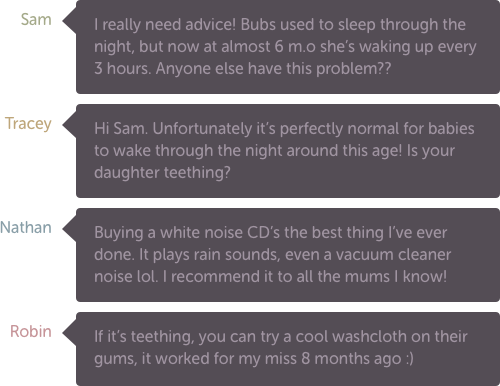 Sam
I really need advice! Bubs used to sleep through the
night, but now at almost 6 m.o she's waking up every
3 hours. Anyone else have this problem??
Tracey
Hi Sam. Unfortunately it's perfectly normal for babies
to wake through the night around this age! Is your
daughter teething?
Nathan
Buying a white noise CD's the best thing I've ever
done. It plays rain sounds, even a vacuum cleaner
noise lol. I recommend it to all the mums I know!
Robin
If it's teething, you can try a cool washcloth on their
gums, it worked for my miss 8 months ago :)